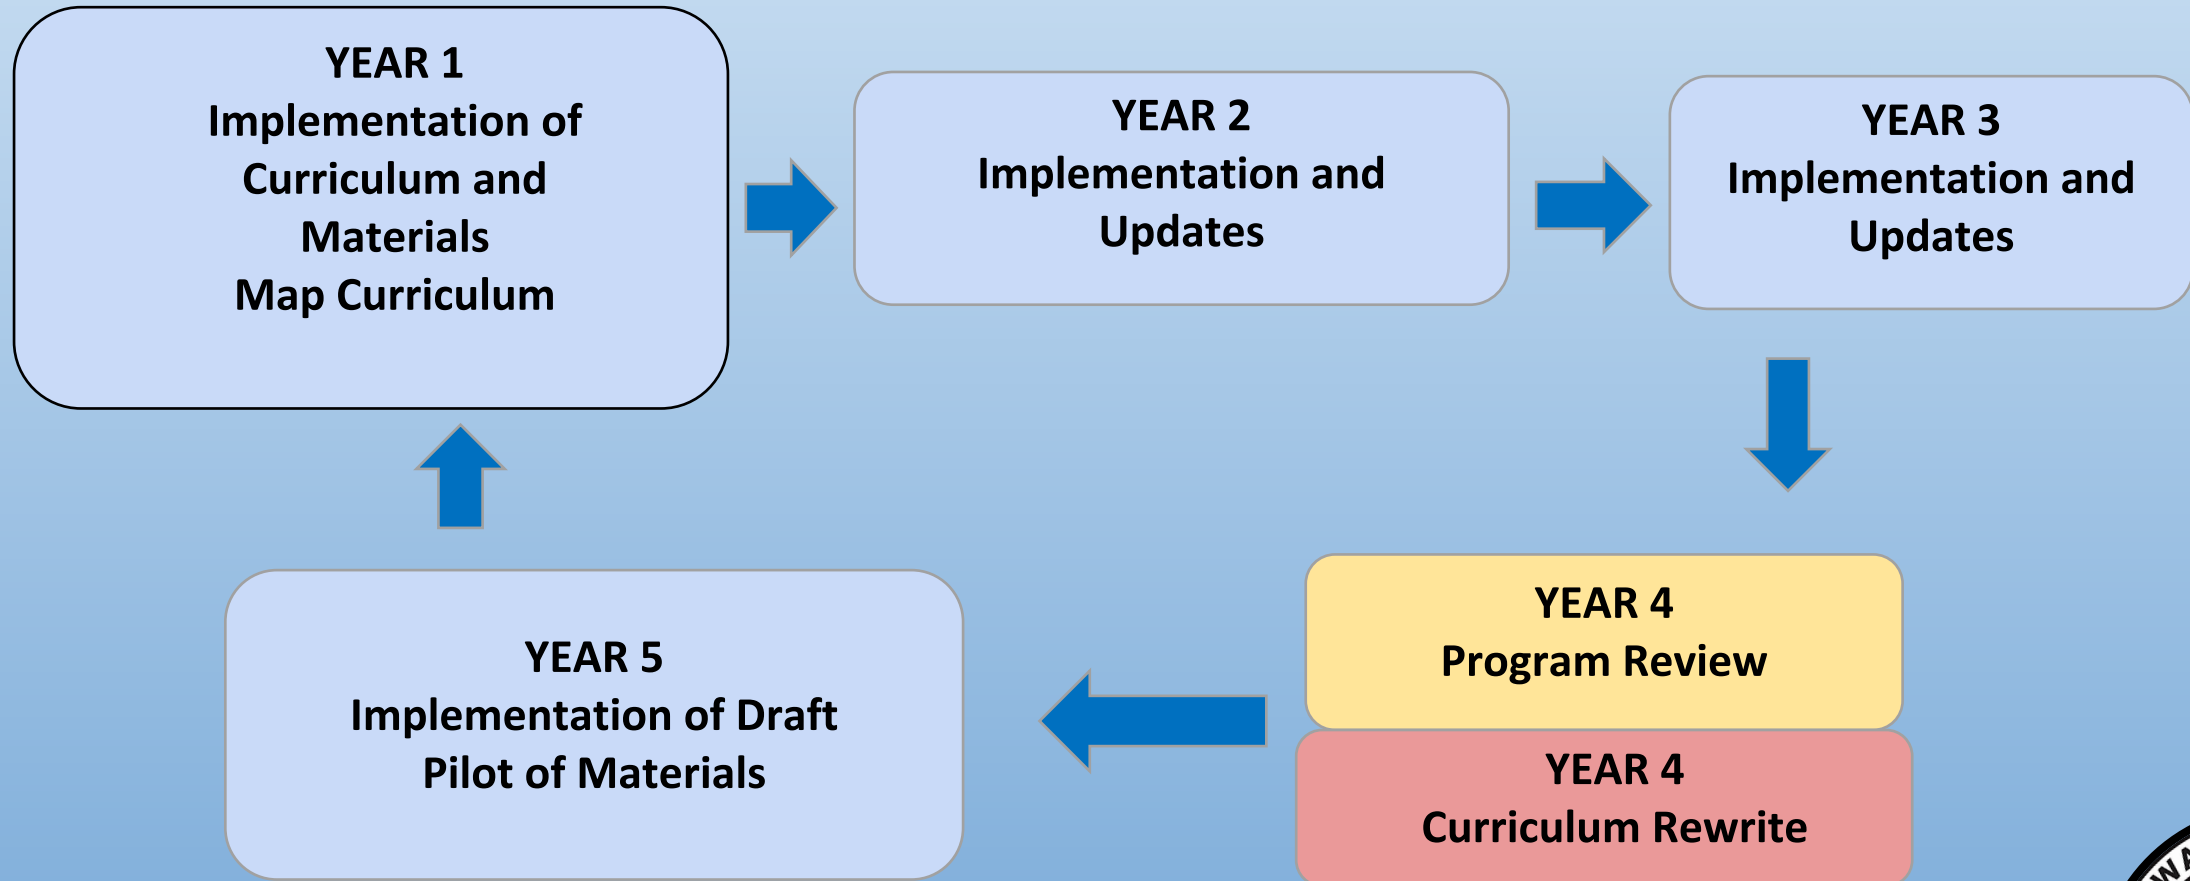 YEAR 1
Implementation of
Curriculum and
Materials
Map Curriculum
YEAR 2
Implementation and
Updates
YEAR 3
Implementation and
Updates
YEAR 4
Program Review
YEAR 4
Curriculum Rewrite
YEAR 5
Implementation of Draft
Pilot of Materials